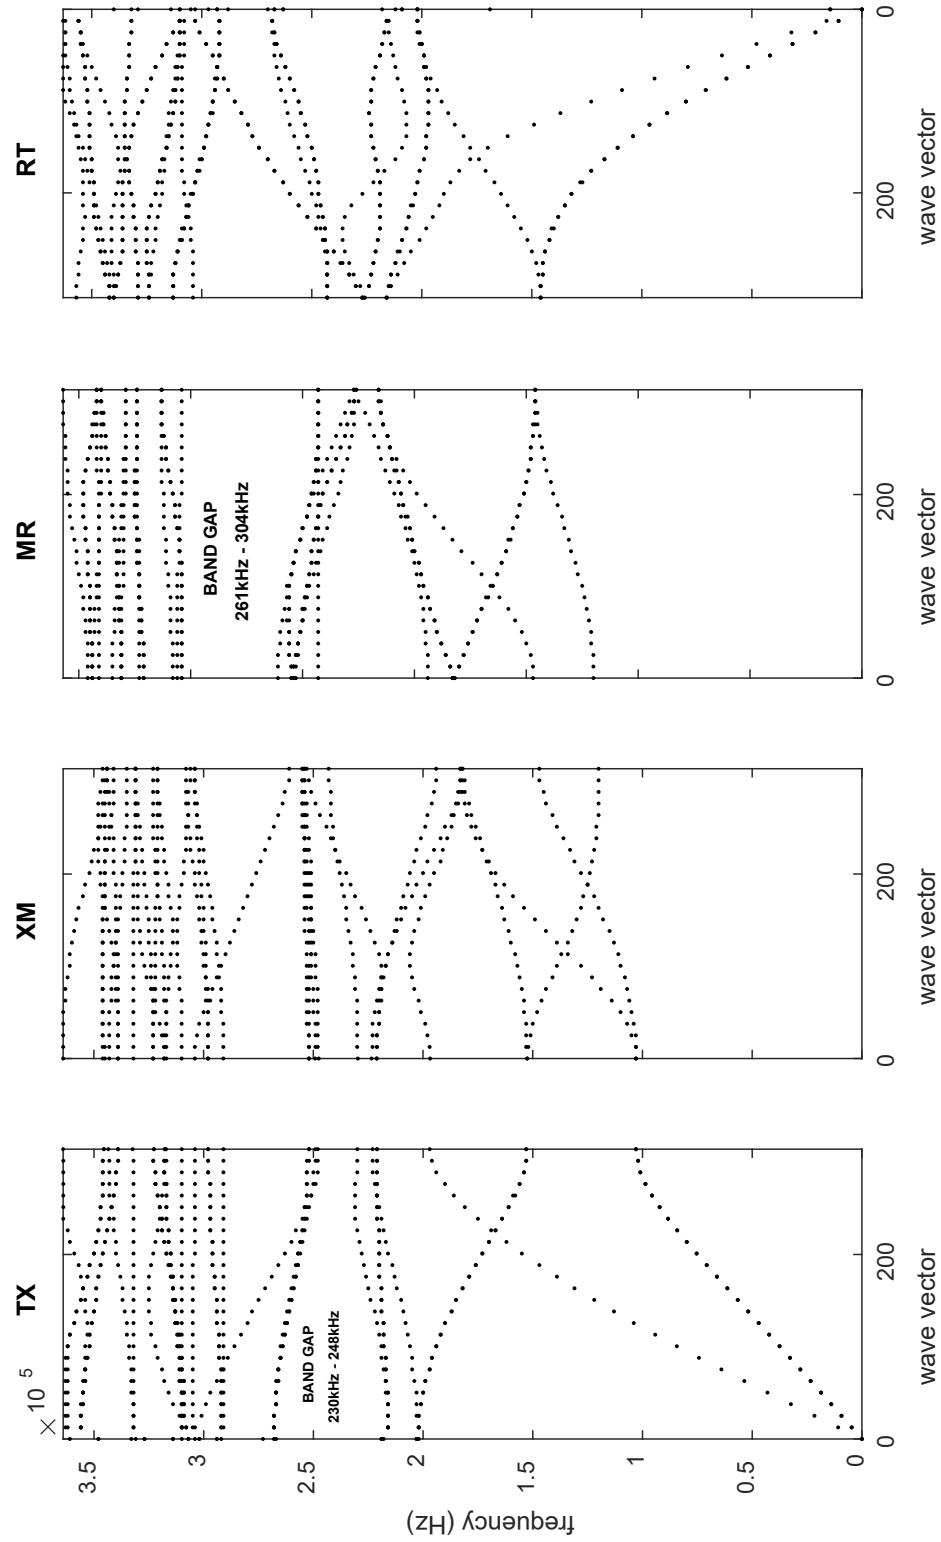 TX
XM
MR
RT
× 10 5
3.5
3
2.5
2
1.5
1
0.5
0
frequency (Hz)
BAND GAP
230kHz - 248kHz
BAND GAP
261kHz - 304kHz
0
200
0
200
0
200
200
0
wave vector
wave vector
wave vector
wave vector